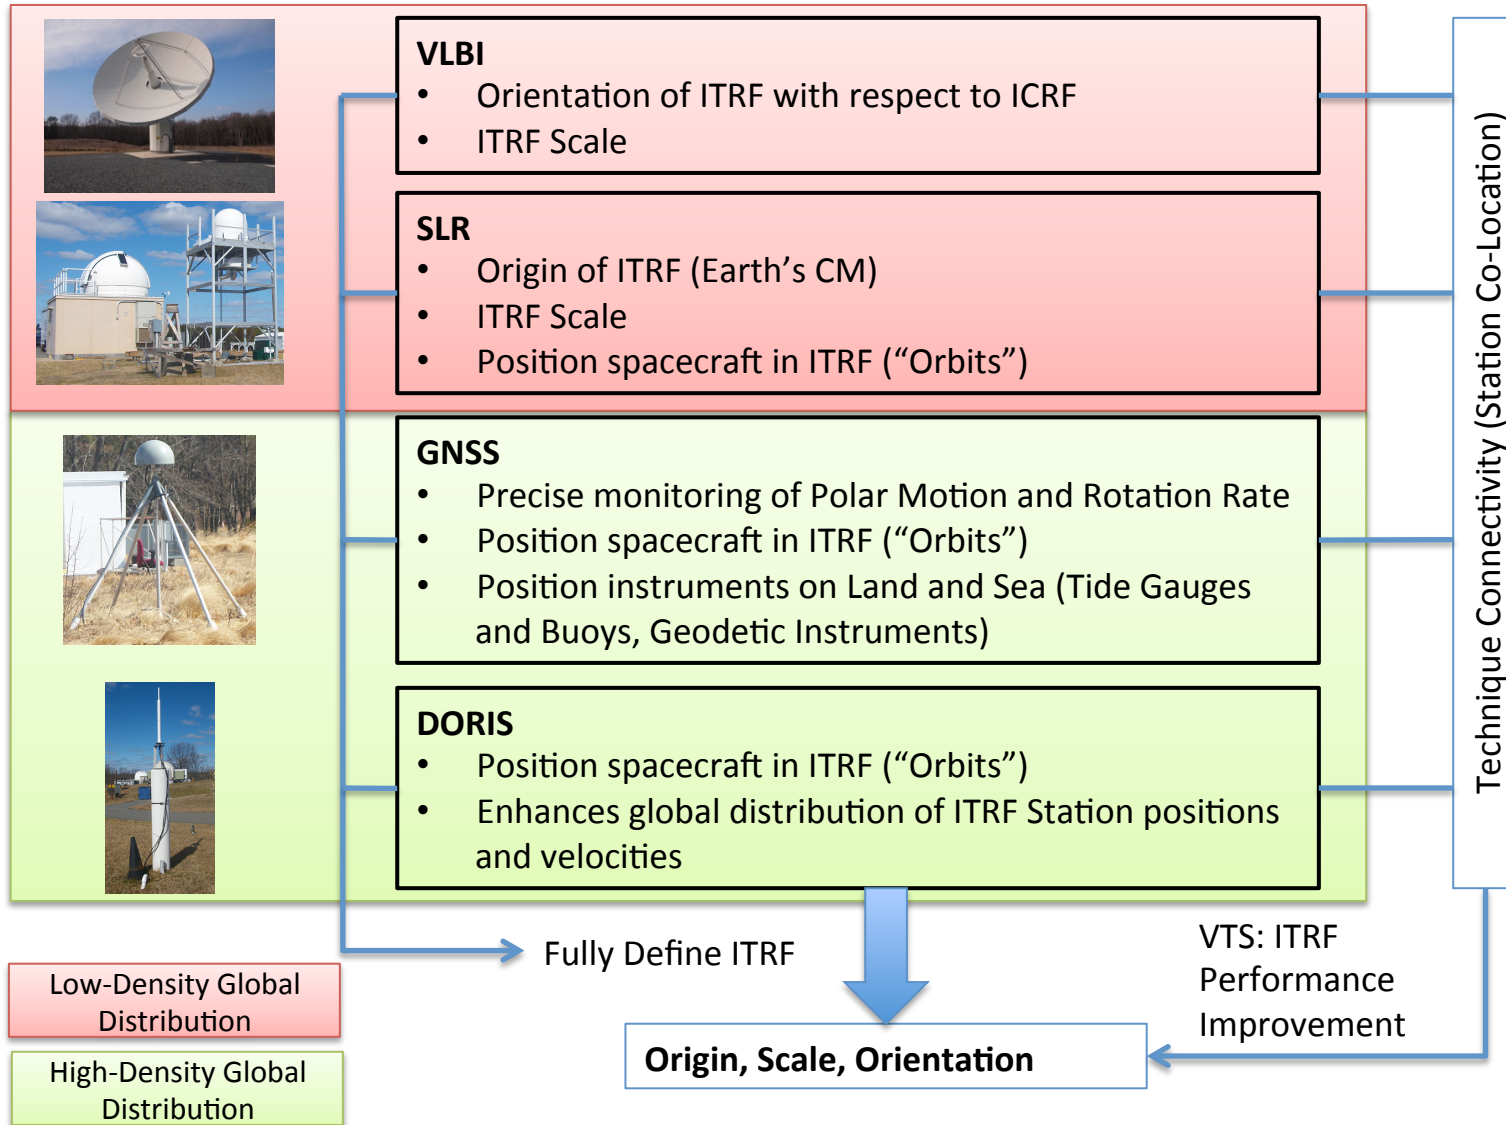 VLBI
• Orientation of ITRF with respect to ICRF
• ITRF Scale
SLR
• Origin of ITRF (Earth’s CM)
• ITRF Scale
• Position spacecraft in ITRF (“Orbits”)
GNSS
• Precise monitoring of Polar Motion and Rotation Rate
• Position spacecraft in ITRF (“Orbits”)
• Position instruments on Land and Sea (Tide Gauges
and Buoys, Geodetic Instruments)
DORIS
• Position spacecraft in ITRF (“Orbits”)
• Enhances global distribution of ITRF Station positions
and velocities
Technique Connectivity (Station Co-Location)
Fully Define ITRF
VTS: ITRF
Performance
Improvement
Origin, Scale, Orientation
Low-Density Global
Distribution
High-Density Global
Distribution